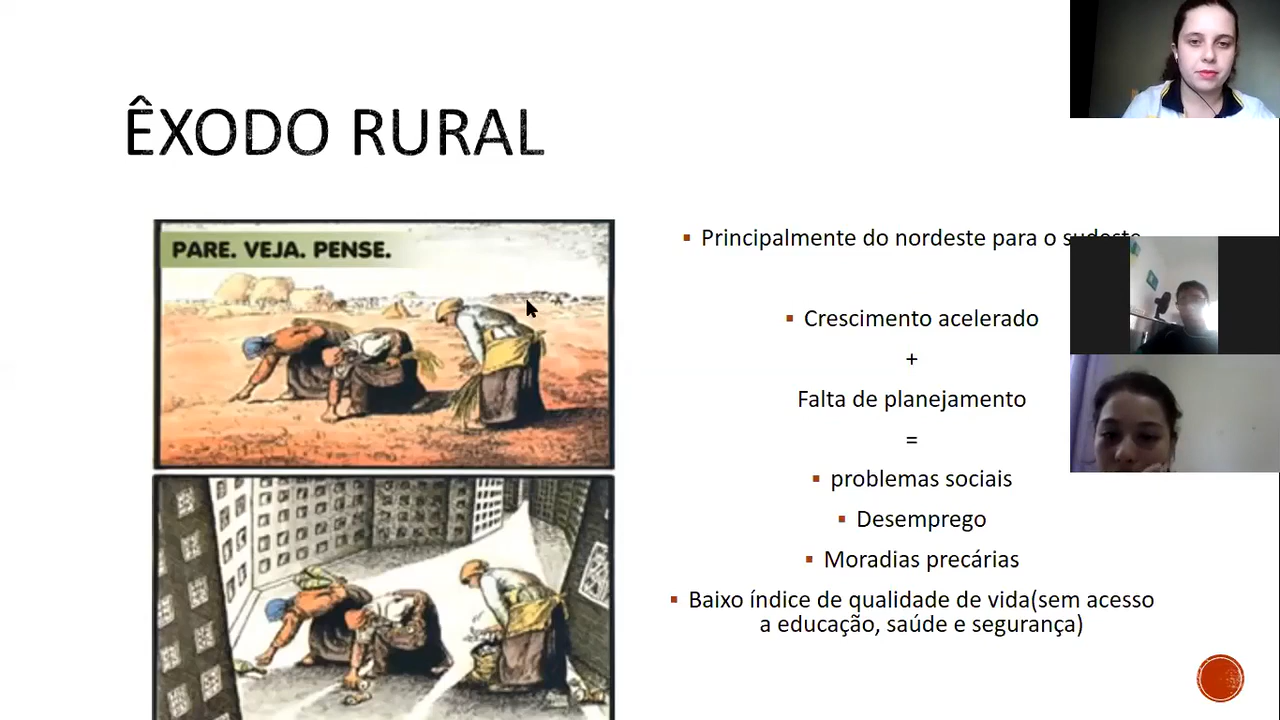 ÊXODO RURAL
PARE. VEJA. PENSE.
▪ Principalmente do nordeste para o sudeste
▪ Crescimento acelerado
+
Falta de planejamento
=
▪ problemas sociais
▪ Desemprego
▪ Moradias precárias
▪ Baixo índice de qualidade de vida(sem acesso
a educação, saúde e segurança)